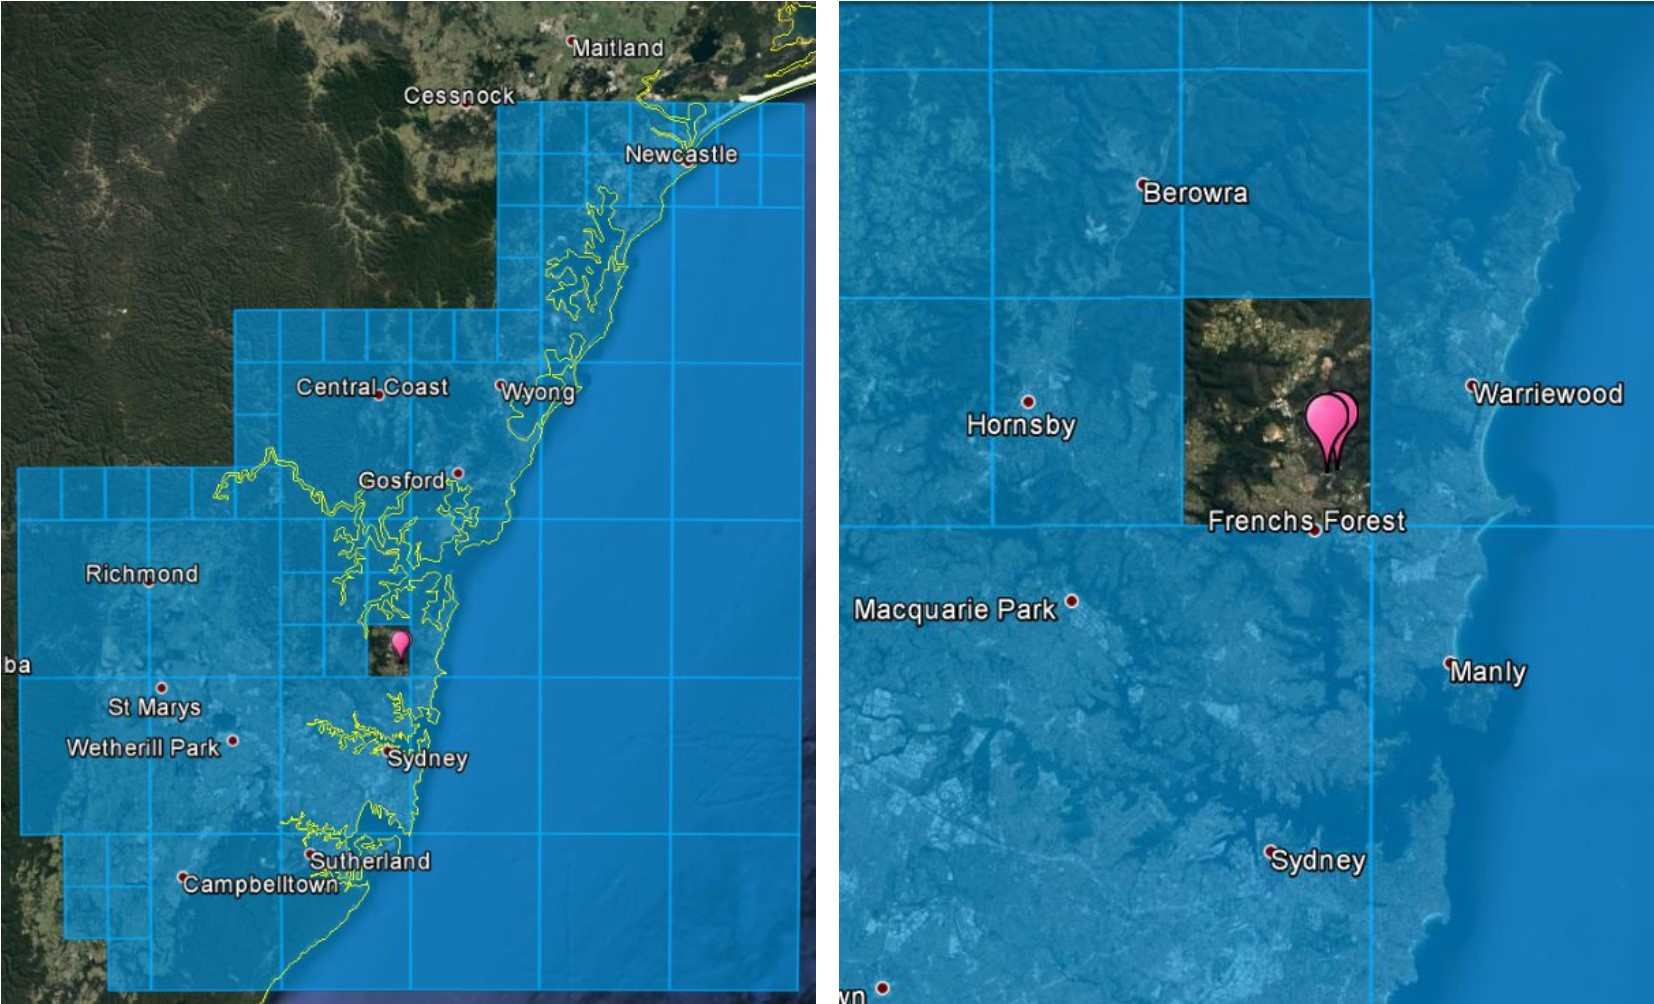 Maitland
Cessnock
Newcastle
Central Coast
Wyong
Gosford
Richmond
ba
St Marys
Wetherill Park
Sydney
Sutherland
Campbelltown
Berowra
Warriewood
Hornsby
Frenchs Forest
Macquarie Park
Manly
Sydney
wn